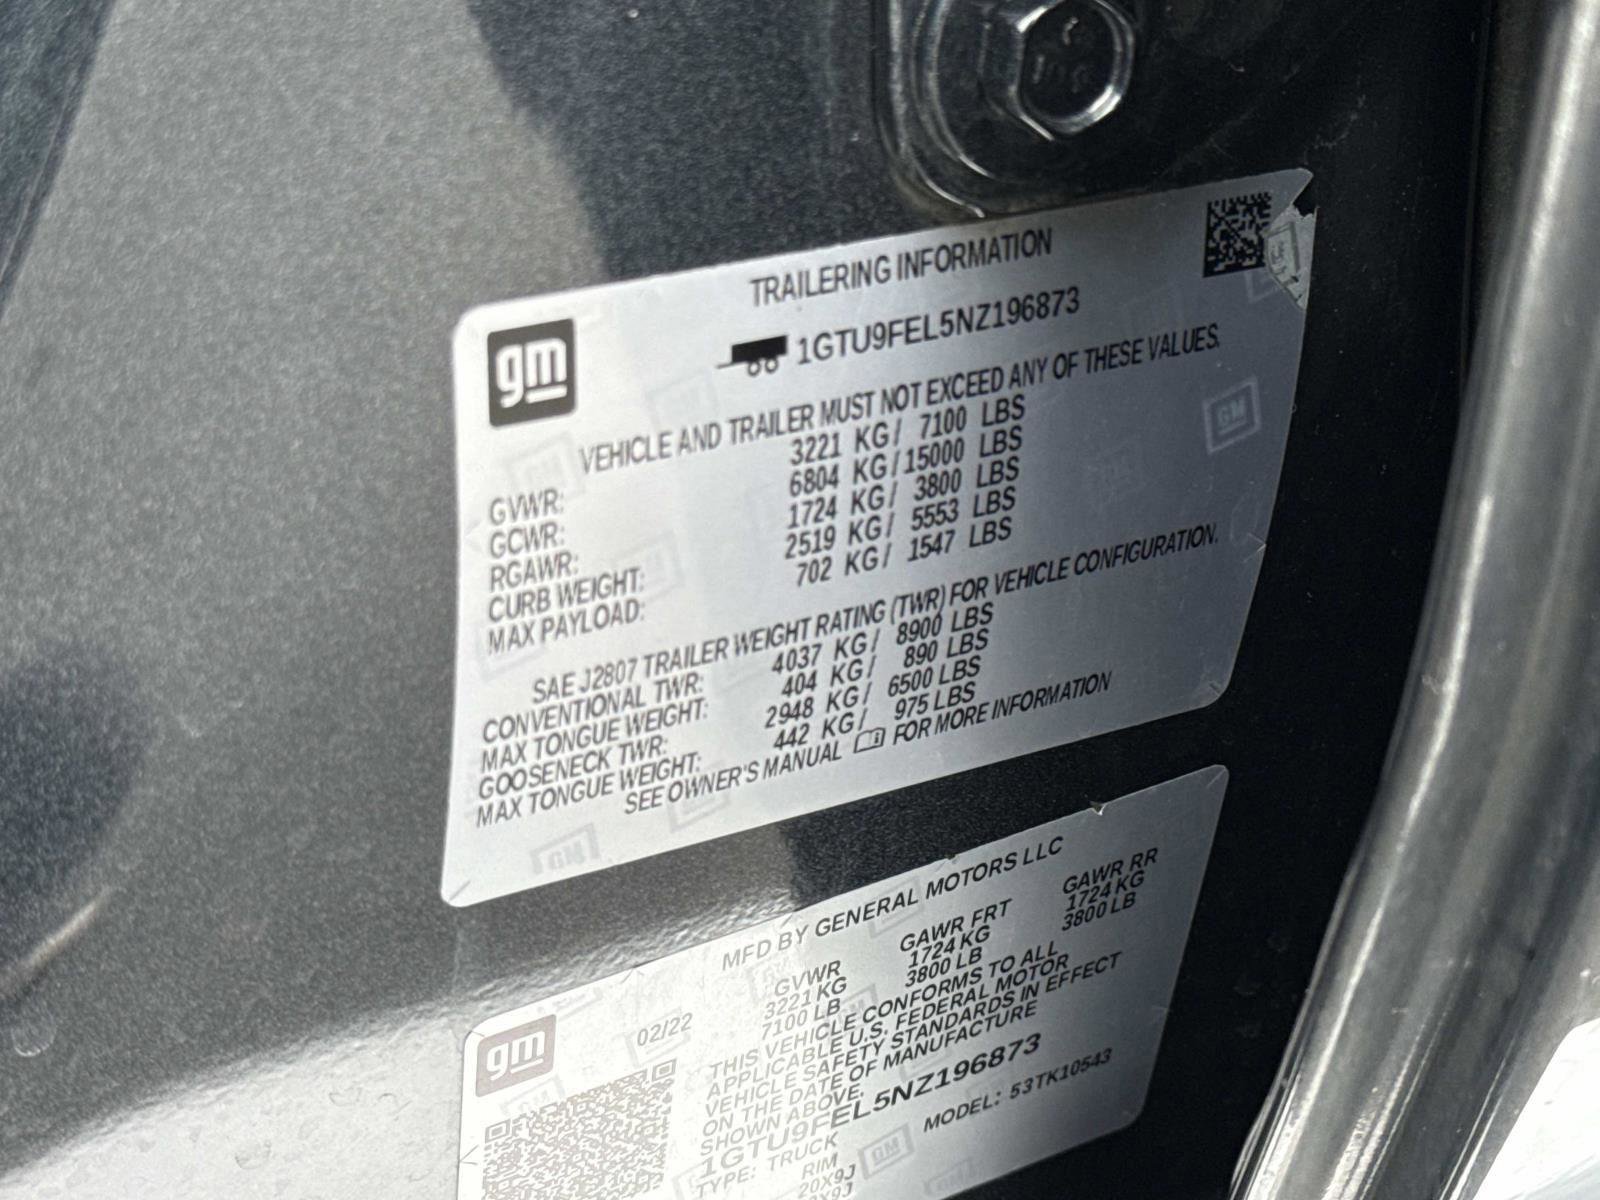 TRAILERING INFORMATION
gm
1GTU9FEL5NZ196873
VEHICLE AND TRAILER MUST NOT EXCEED ANY OF THESE VALUES.
GVWR: 3221 KG/ 7100 LBS
GCWR: 6804 KG/15000 LBS
RGAWR: 1724 KG/ 3800 LBS
CURB WEIGHT: 2519 KG/ 5553 LBS
MAX PAYLOAD: 702 KG/ 1547 LBS
SAE J2807 TRAILER WEIGHT RATING (TWR) FOR VEHICLE CONFIGURATION.
CONVENTIONAL TWR: 4037 KG/ 8900 LBS
MAX TONGUE WEIGHT: 404 KG/ 890 LBS
GOOSENECK TWR: 2948 KG/ 6500 LBS
MAX TONGUE WEIGHT: 442 KG/ 975 LBS
SEE OWNER'S MANUAL FOR MORE INFORMATION
MFD BY GENERAL MOTORS LLC
gm
02/22
GVWR GAWR FRT GAWR RR
3221 KG 1724 KG 1724 KG
7100 LB 3800 LB 3800 LB
THIS VEHICLE CONFORMS TO ALL
APPLICABLE U.S. FEDERAL MOTOR
VEHICLE SAFETY STANDARDS IN EFFECT
ON THE DATE OF MANUFACTURE
SHOWN ABOVE.
1GTU9FEL5NZ196873
TYPE: TRUCK MODEL: 53TK10543
RIM
20X9J
20X9J